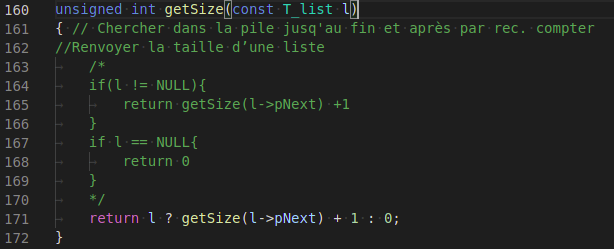 160 unsigned int getSize(const T_list l)
161 { // Chercher dans la pile jusq'au fin et après par rec. compter
162 //Renvoyer la taille d’une liste
163 /*
164 if(l != NULL){
165 return getSize(l->pNext) +1
166 }
167 if l == NULL{
168 return 0
169 }
170 */
171 return l ? getSize(l->pNext) + 1 : 0;
172 }